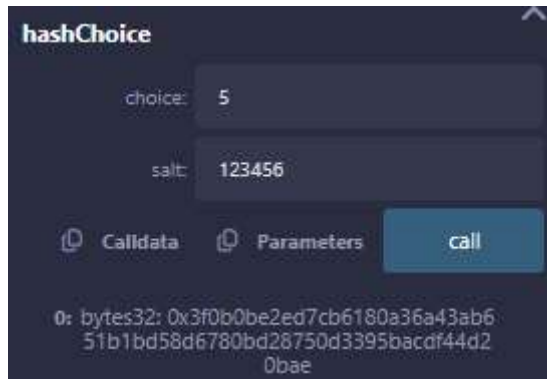 hashChoice
choice: 5
salt: 123456
Calldata Parameters call
0: bytes32: 0x3f0b0be2ed7cb6180a36a43ab6
51b1bd58d6780bd28750d3395bacdf44d2
0bae